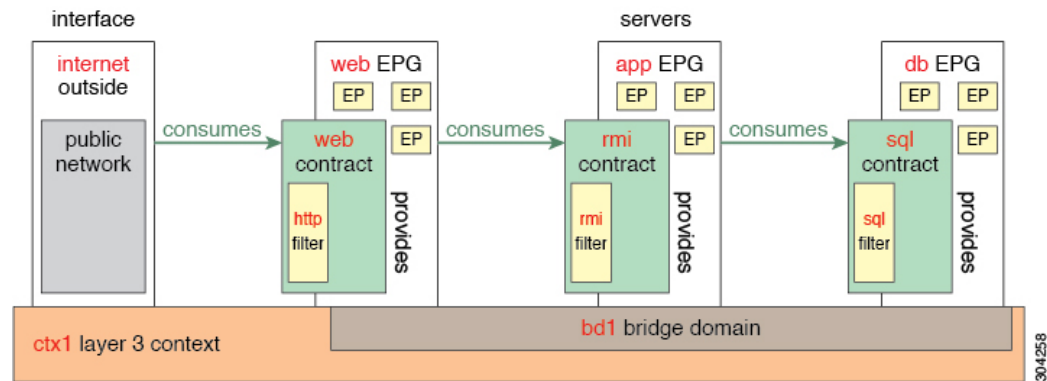 interface
servers
internet
outside
web EPG
app EPG
db EPG
EP
EP
EP
EP
EP
EP
public
network
consumes
web
contract
EP
consumes
rmi
contract
EP
consumes
sql
contract
EP
http
filter
provides
rmi
filter
provides
sql
filter
provides
bd1 bridge domain
ctx1 layer 3 context
304258